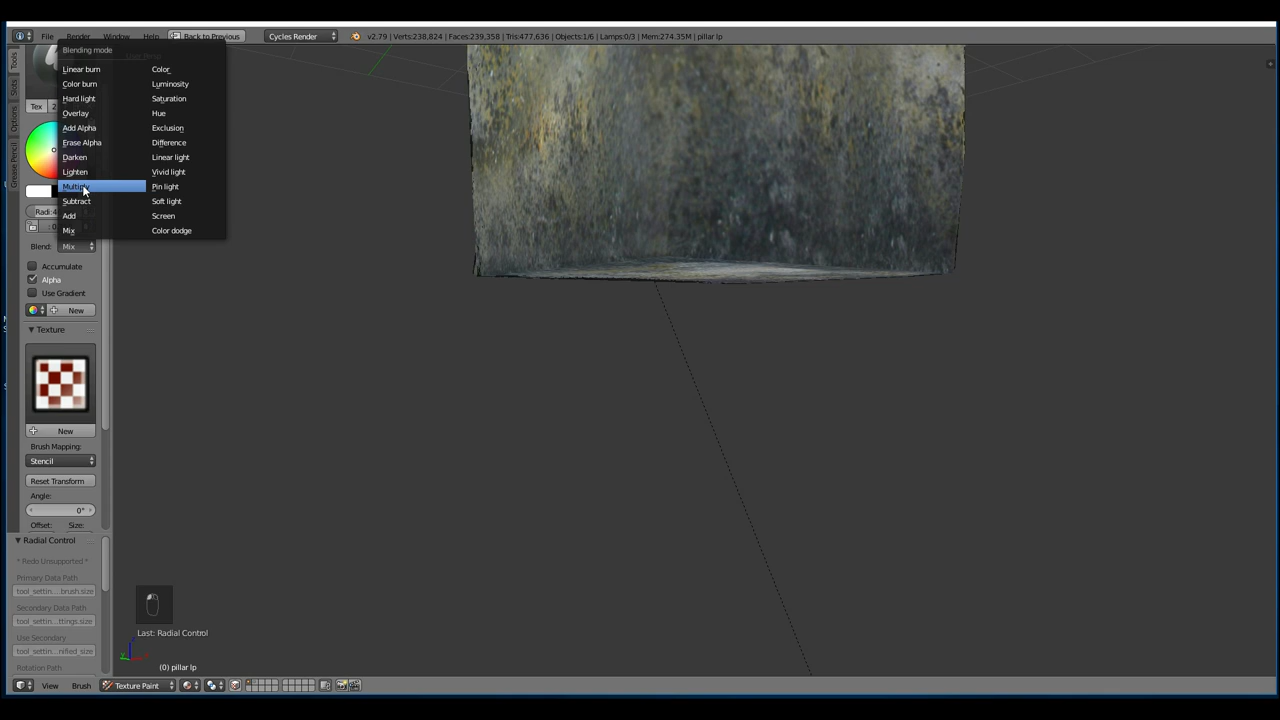 File Render Window Help Back to Previous Cycles Render v2.79 | Verts:238,824 | Faces:239,358 | Tris:477,636 | Objects:1/6 | Lamps:0/3 | Mem:274.35M | pillar lp
Blending mode
Linear burn Color
Color burn Luminosity
Hard light Saturation
Overlay Hue
Add Alpha Exclusion
Erase Alpha Difference
Darken Linear light
Lighten Vivid light
Multiply Pin light
Subtract Soft light
Add Screen
Mix Color dodge
Tools
Slots
Options
Grease Pencil
Tex 2
Radi:4
Blend: Mix
Accumulate
Alpha
Use Gradient
New
Texture
New
Brush Mapping:
Stencil
Reset Transform
Angle:
0°
Offset: Size:
Radial Control
* Redo Unsupported *
Primary Data Path
tool_settin....brush.size
Secondary Data Path
tool_settin...ttings.size
Use Secondary
tool_settin...nified_size
Rotation Path
Last: Radial Control
(0) pillar lp
View Brush Texture Paint